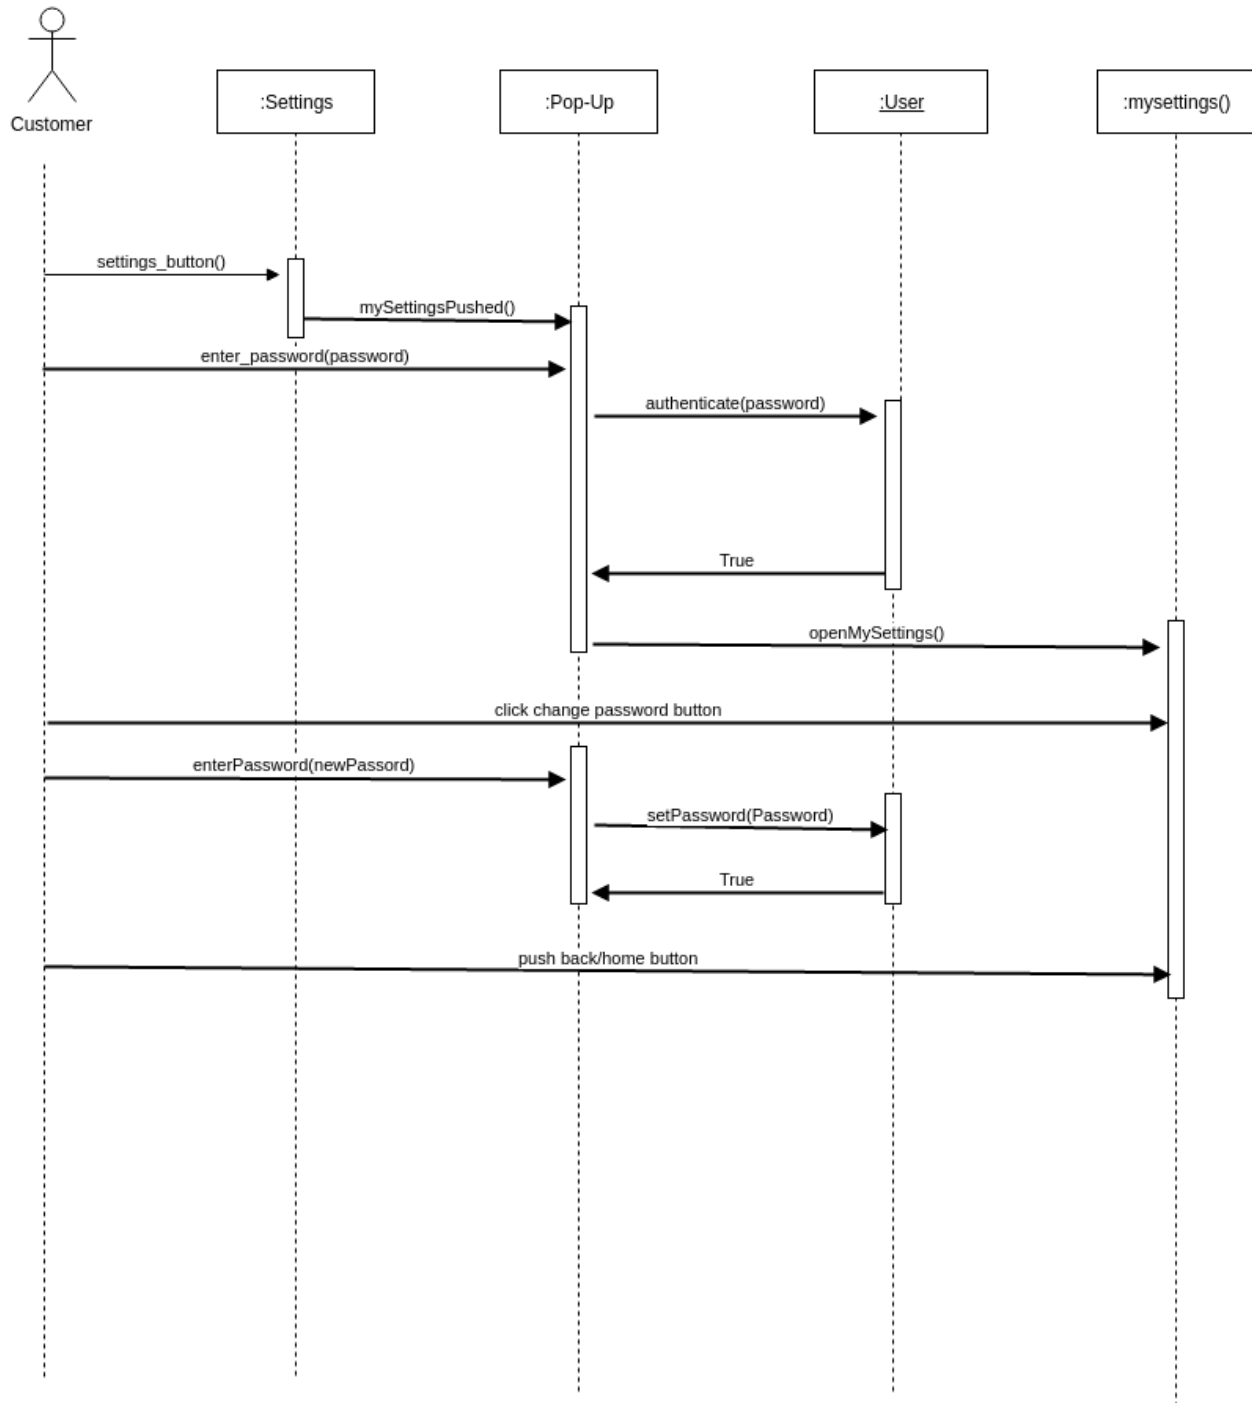 Customer
:Settings
:Pop-Up
:User
:mysettings()
settings_button()
mySettingsPushed()
enter_password(password)
authenticate(password)
True
openMySettings()
click change password button
enterPassword(newPassord)
setPassword(Password)
True
push back/home button